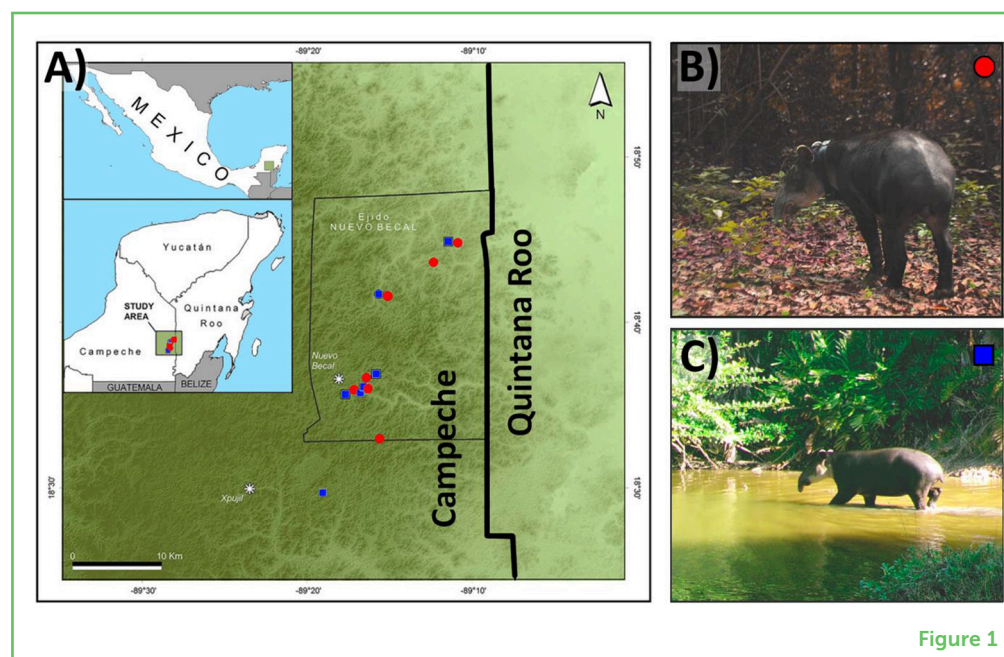 A)
MEXICO
Yucatán
STUDY
AREA
Quintana
Roo
Campeche
GUATEMALA
BELIZE
0 10 Km
-89°20' -89°10'
N
18°50'
Ejido
NUEVO BECAL
Nuevo
Becal
18°40'
Campeche
Quintana Roo
18°30'
Xpujil
18°30'
-89°30' -89°20' -89°10'
B)
C)
Figure 1